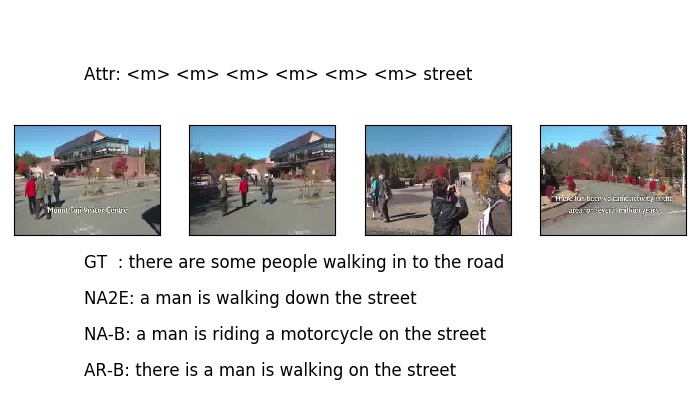 Attr: <m> <m> <m> <m> <m> <m> street
Mount Fuji Visitor Centre
There has been volcanic activity in the
area for several million years
GT  : there are some people walking in to the road
NA2E: a man is walking down the street
NA-B: a man is riding a motorcycle on the street
AR-B: there is a man is walking on the street